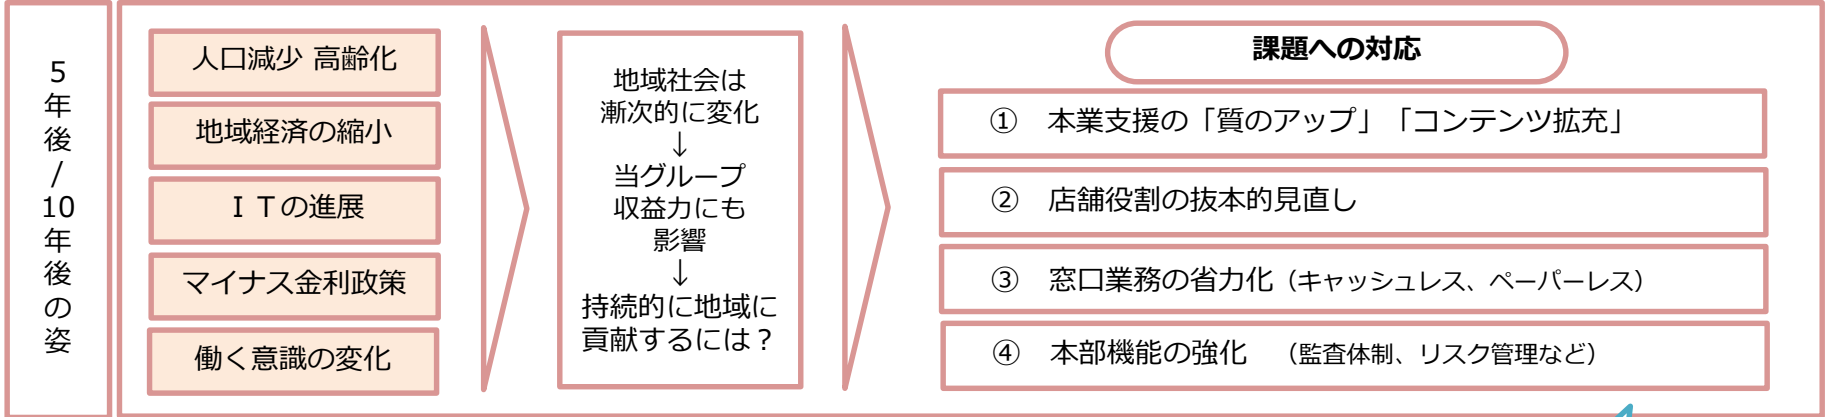 5年後/10年後の姿
人口減少 高齢化
地域経済の縮小
ＩＴの進展
マイナス金利政策
働く意識の変化
地域社会は
漸次的に変化
↓
当グループ
収益力にも
影響
↓
持続的に地域に
貢献するには？
課題への対応
① 本業支援の「質のアップ」「コンテンツ拡充」
② 店舗役割の抜本的見直し
③ 窓口業務の省力化（キャッシュレス、ペーパーレス）
④ 本部機能の強化 （監査体制、リスク管理など）